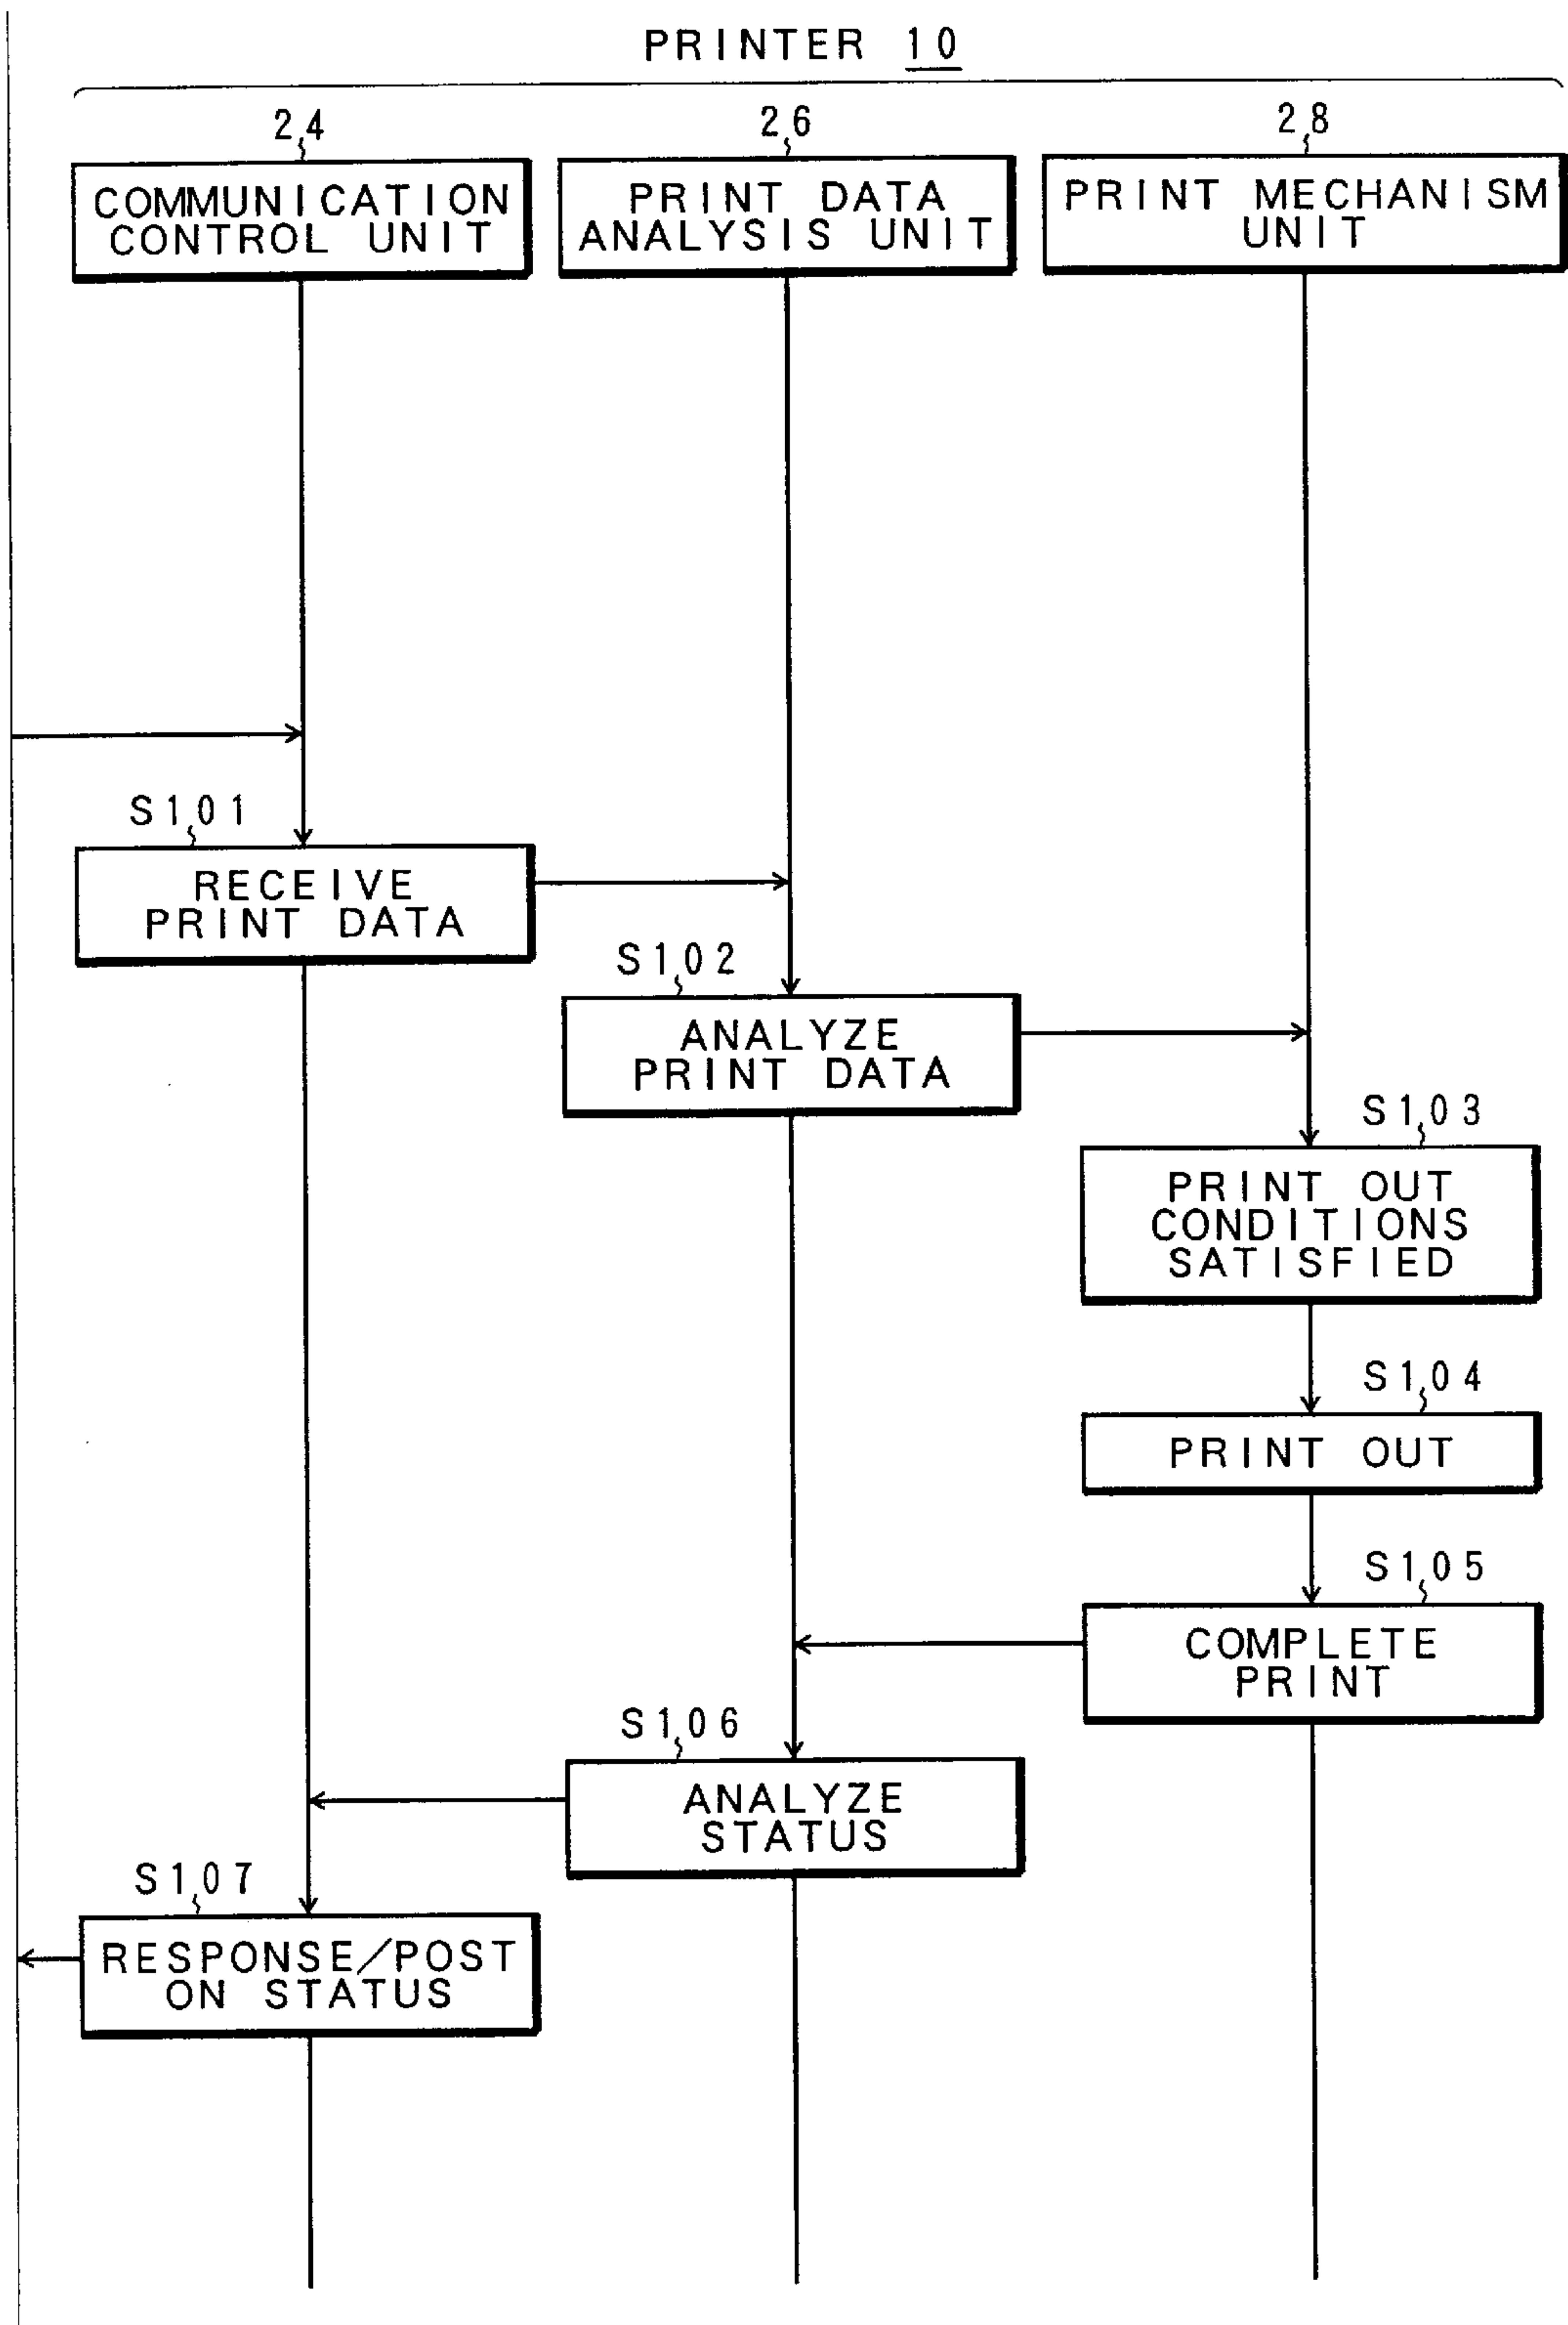 PRINTER 10
24
26
28
COMMUNICATION
CONTROL UNIT
PRINT DATA
ANALYSIS UNIT
PRINT MECHANISM
UNIT
S101
RECEIVE
PRINT DATA
S102
ANALYZE
PRINT DATA
S103
PRINT OUT
CONDITIONS
SATISFIED
S104
PRINT OUT
S105
COMPLETE
PRINT
S106
ANALYZE
STATUS
S107
RESPONSE/POST
ON STATUS